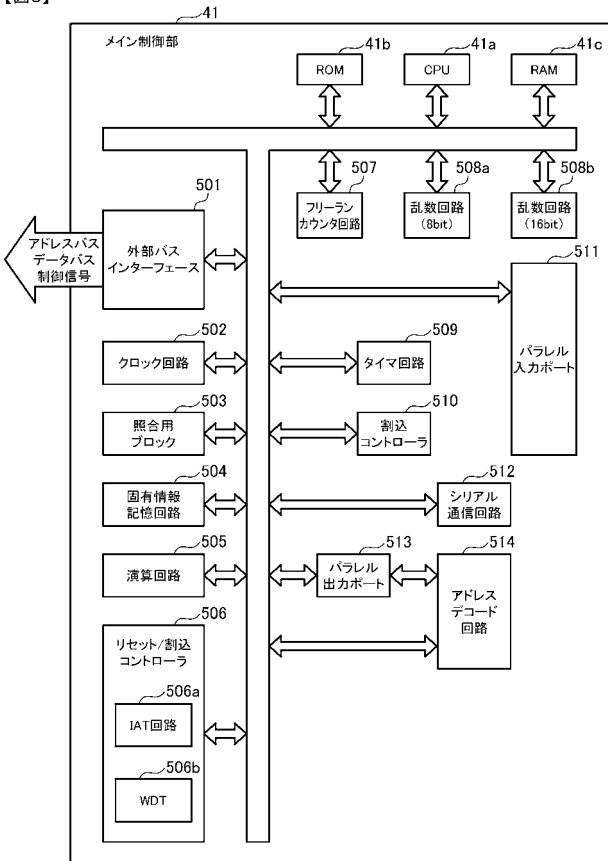 41
メイン制御部
41b
41a
41c
ROM
CPU
RAM
507
508a
508b
フリーラン
カウンタ回路
乱数回路
(8bit)
乱数回路
(16bit)
501
アドレスバス
データバス
制御信号
外部バス
インターフェース
511
パラレル
入力ポート
502
クロック回路
509
タイマ回路
503
照合用
ブロック
510
割込
コントローラ
504
固有情報
記憶回路
512
シリアル
通信回路
505
演算回路
513
パラレル
出力ポート
514
アドレス
デコード
回路
506
リセット/割込
コントローラ
506a
IAT回路
506b
WDT